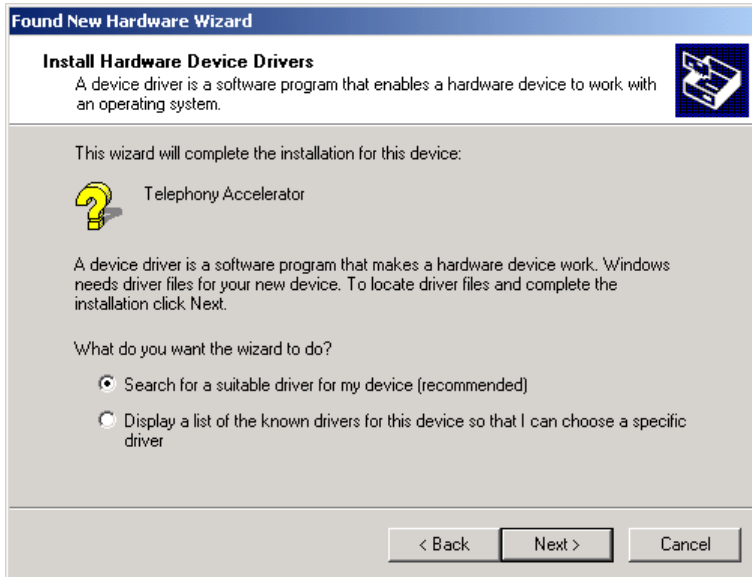 Found New Hardware Wizard
Install Hardware Device Drivers
A device driver is a software program that enables a hardware device to work with
an operating system.
This wizard will complete the installation for this device:
Telephony Accelerator
A device driver is a software program that makes a hardware device work. Windows
needs driver files for your new device. To locate driver files and complete the
installation click Next.
What do you want the wizard to do?
Search for a suitable driver for my device (recommended)
Display a list of the known drivers for this device so that I can choose a specific
driver
< Back Next > Cancel